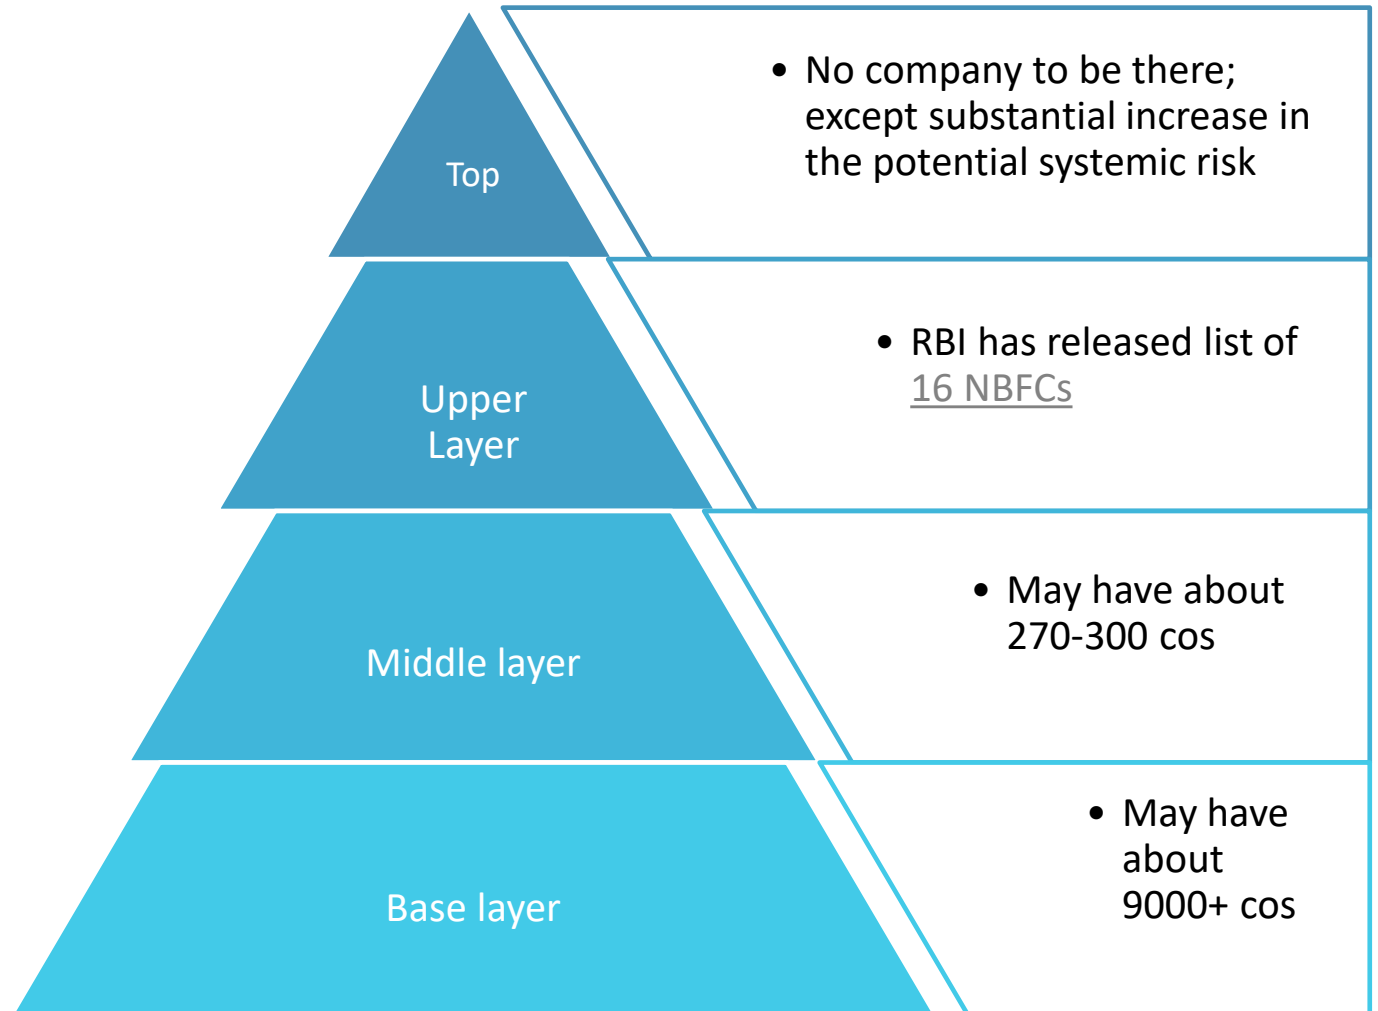 Top
• No company to be there;
except substantial increase in
the potential systemic risk
Upper
Layer
• RBI has released list of
16 NBFCs
Middle layer
• May have about
270-300 cos
Base layer
• May have
about
9000+ cos